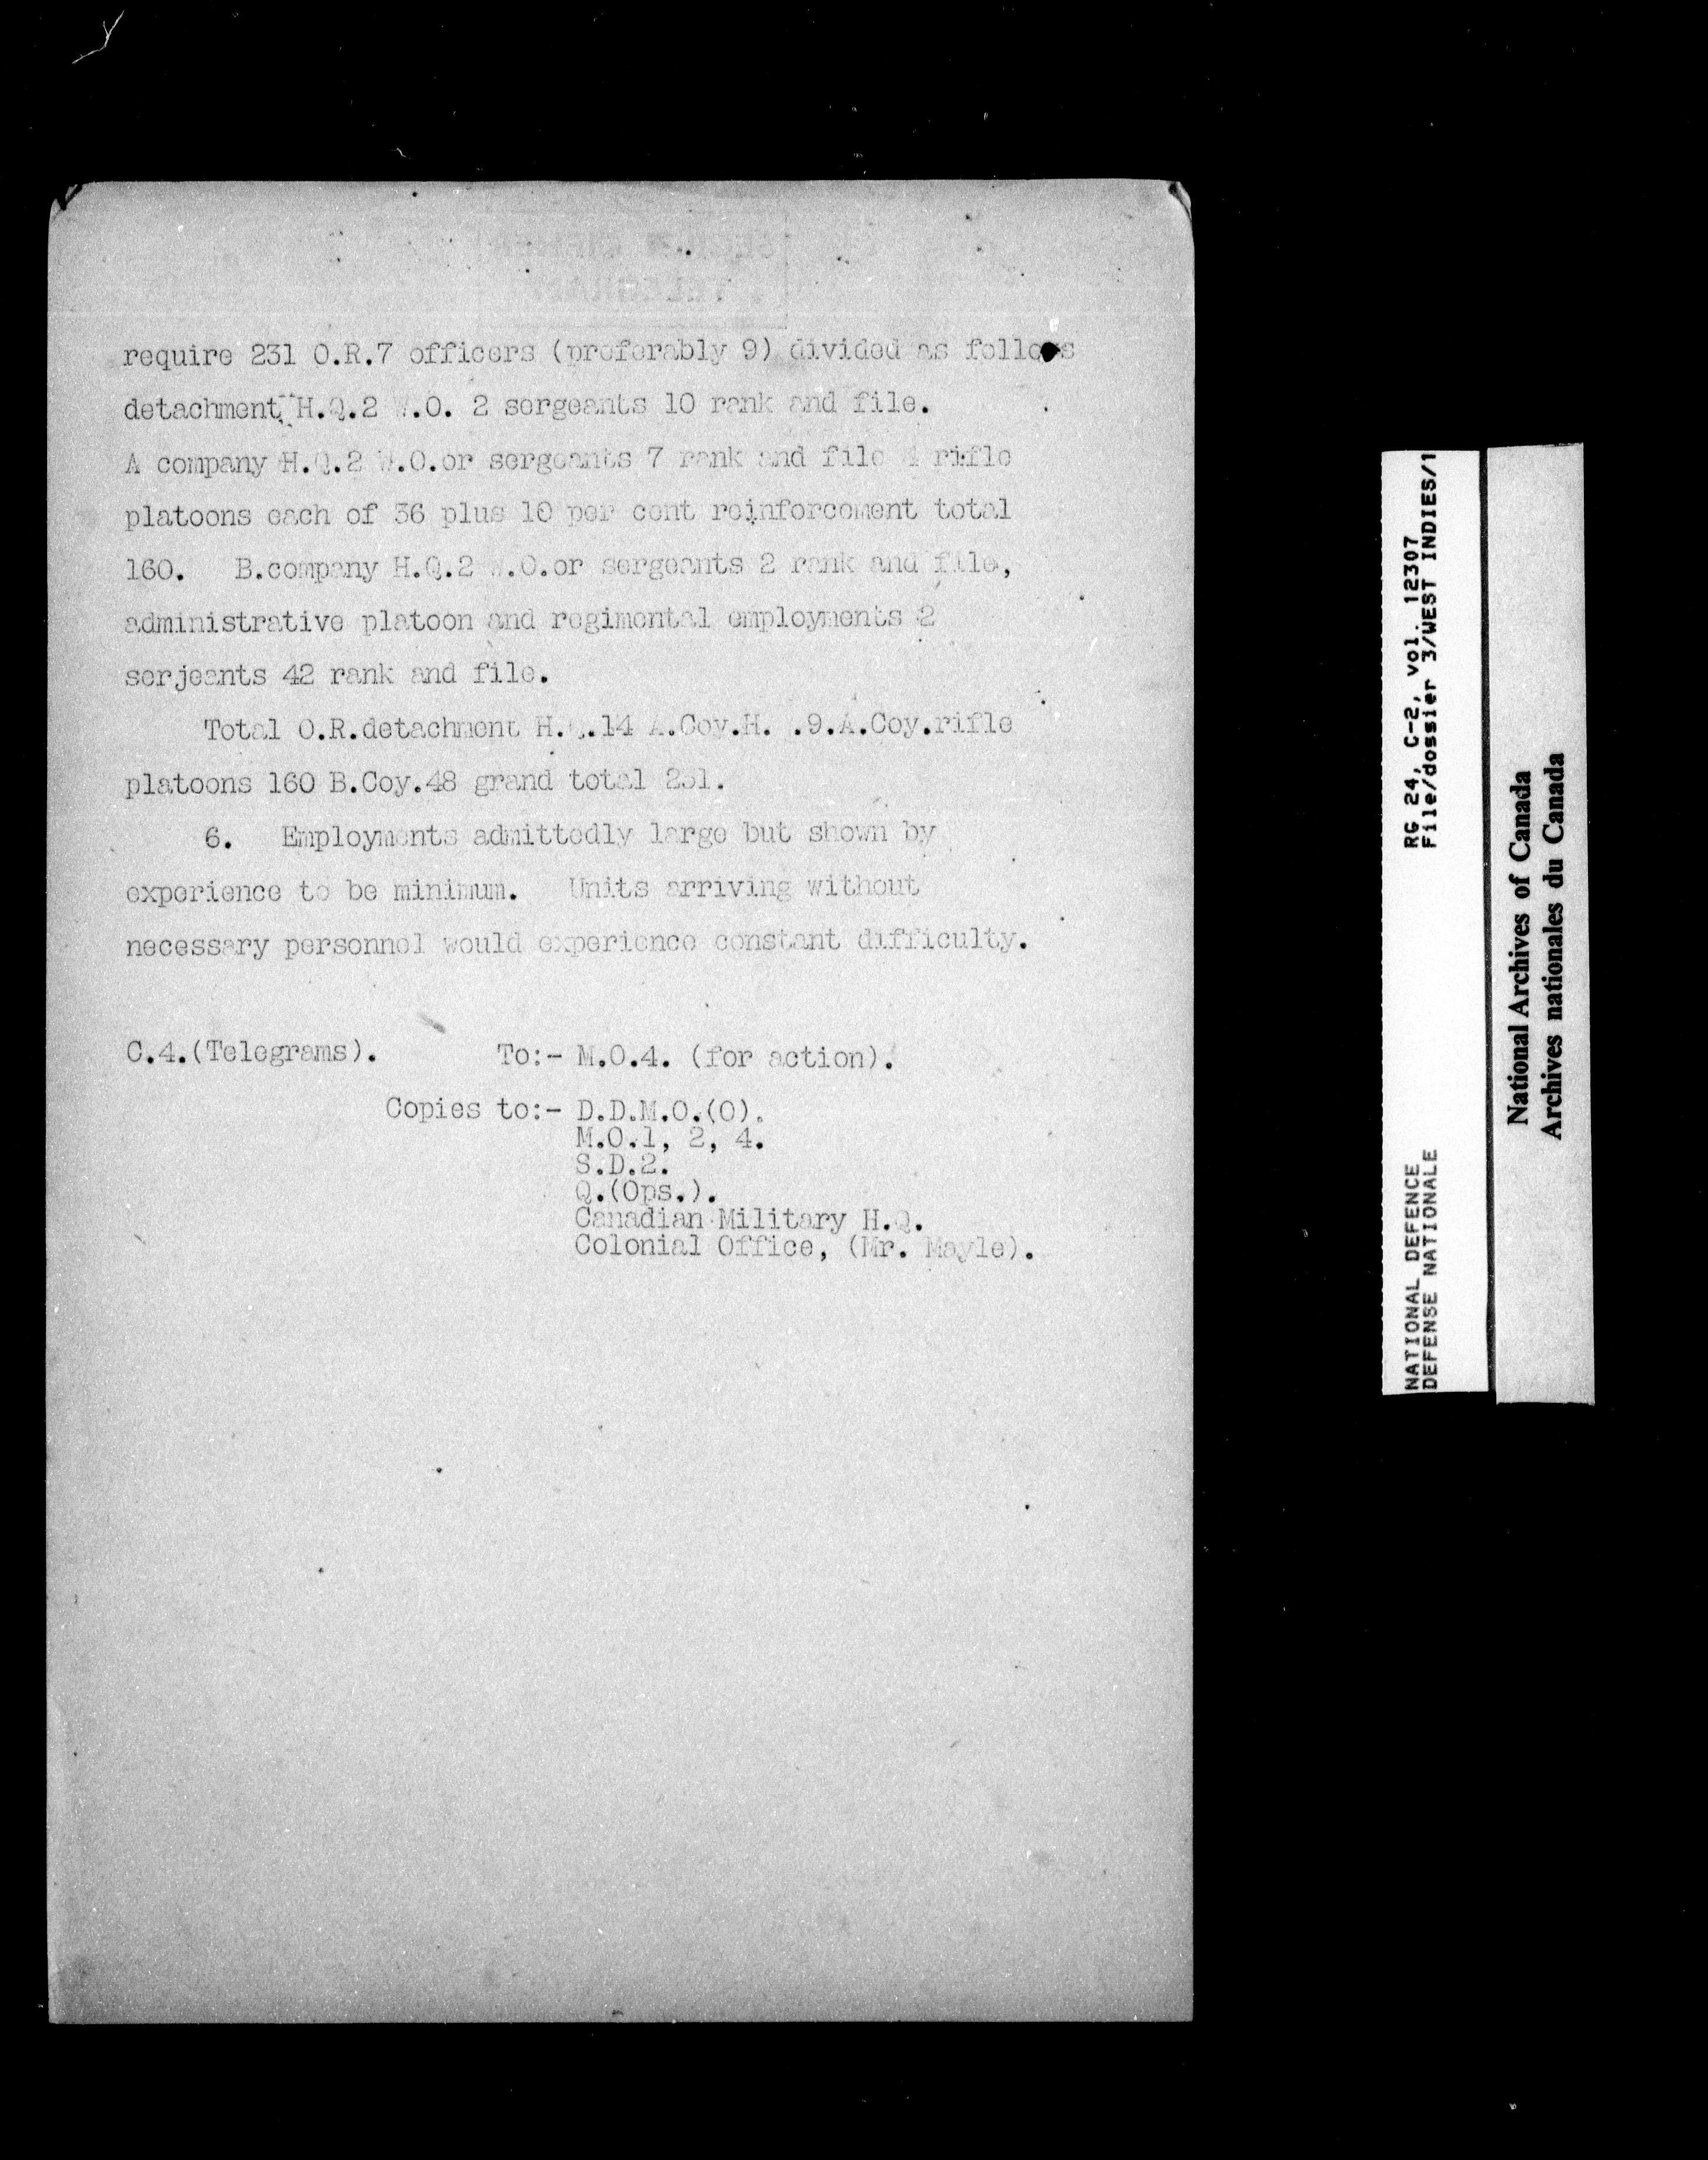 require 231 O.R.7 officers (preferably 9) divided as follows
detachment H.Q.2 W.O. 2 sergeants 10 rank and file.
A company H.Q.2 W.O.or sergeants 7 rank and file 4 rifle
platoons each of 36 plus 10 per cent reinforcement total
160. B.company H.Q.2 W.O.or sergeants 2 rank and file,
administrative platoon and regimental employments 2
serjeants 42 rank and file.
Total O.R.detachment H.Q.14 A.Coy.H. .9.A.Coy.rifle
platoons 160 B.Coy.48 grand total 231.
6. Employments admittedly large but shown by
experience to be minimum. Units arriving without
necessary personnel would experience constant difficulty.
C.4.(Telegrams). To:- M.O.4. (for action).
Copies to:- D.D.M.O.(O).
M.O.1, 2, 4.
S.D.2.
Q.(Ops.).
Canadian Military H.Q.
Colonial Office, (Mr. Mayle).
NATIONAL DEFENCE RG 24, C-2, vol. 12307
DEFENSE NATIONALE File/dossier 3/WEST INDIES/1
National Archives of Canada
Archives nationales du Canada